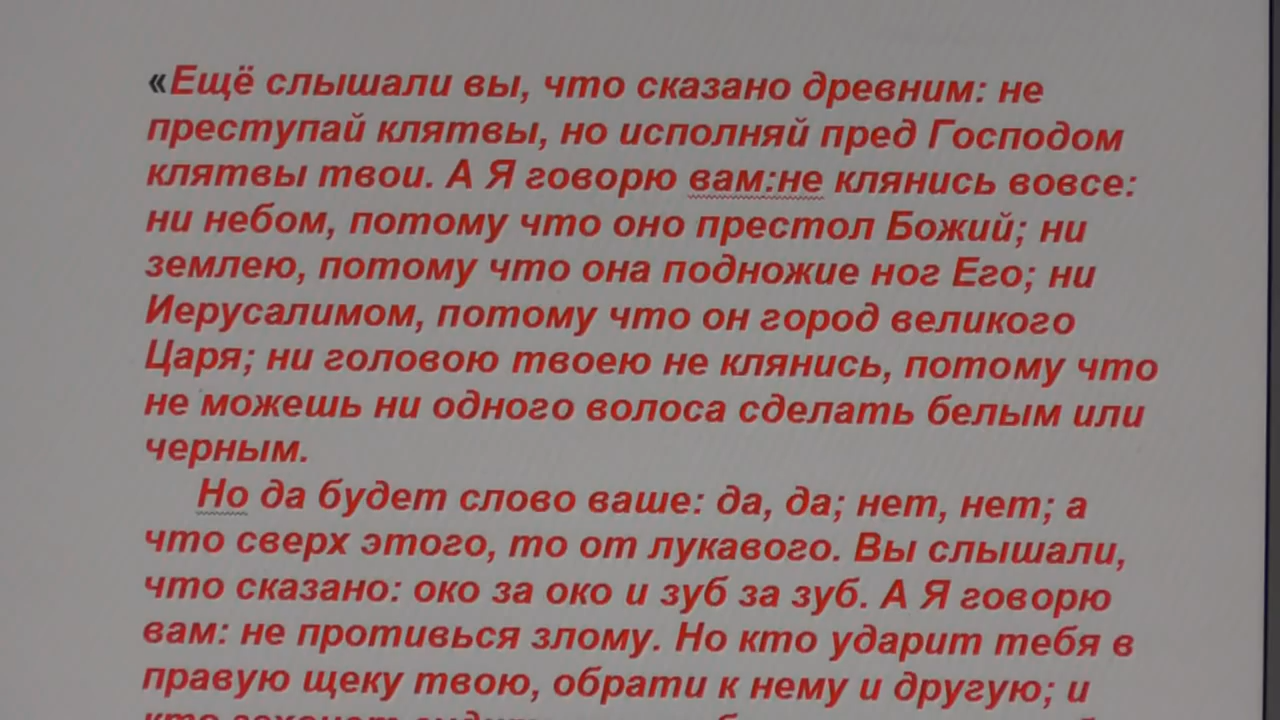 «Ещё слышали вы, что сказано древним: не
преступай клятвы, но исполняй пред Господом
клятвы твои. А Я говорю вам:не клянись вовсе:
ни небом, потому что оно престол Божий; ни
землею, потому что она подножие ног Его; ни
Иерусалимом, потому что он город великого
Царя; ни головою твоею не клянись, потому что
не можешь ни одного волоса сделать белым или
черным.
Но да будет слово ваше: да, да; нет, нет; а
что сверх этого, то от лукавого. Вы слышали,
что сказано: око за око и зуб за зуб. А Я говорю
вам: не противься злому. Но кто ударит тебя в
правую щеку твою, обрати к нему и другую; и